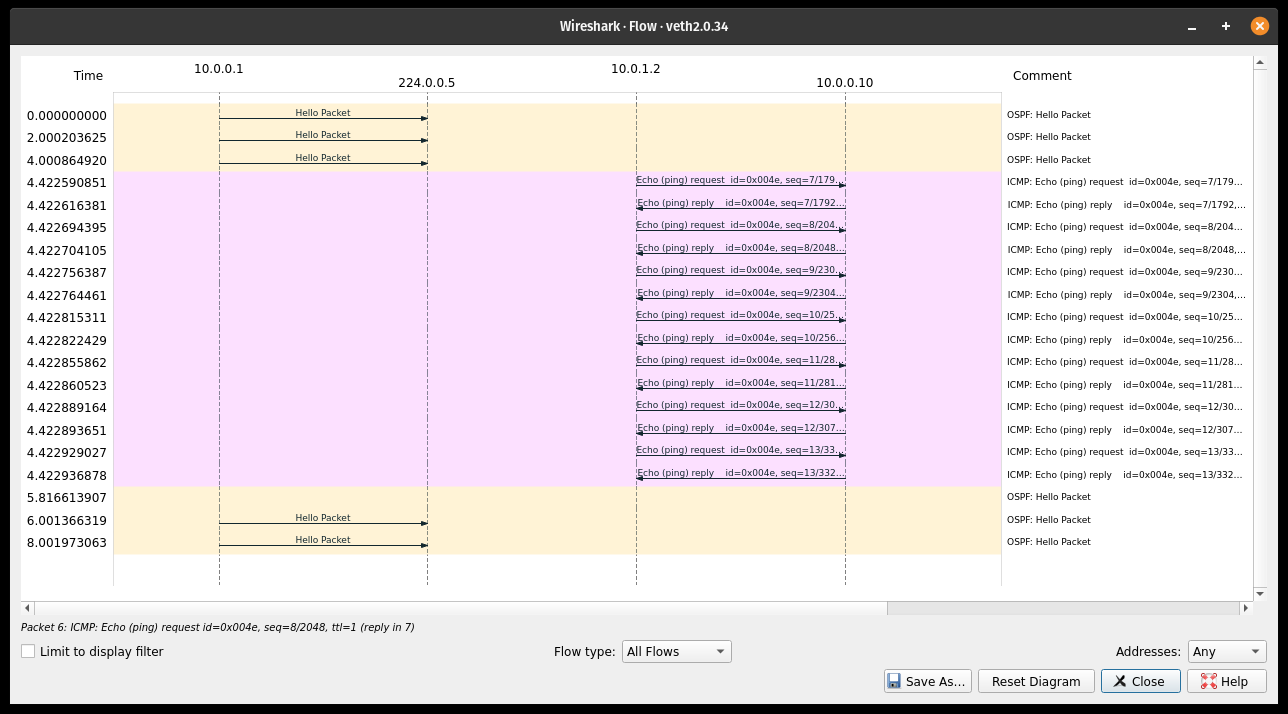 Wireshark · Flow · veth2.0.34
Time 10.0.0.1 224.0.0.5 10.0.1.2 10.0.0.10 Comment
0.000000000 Hello Packet OSPF: Hello Packet
2.000203625 Hello Packet OSPF: Hello Packet
4.000864920 Hello Packet OSPF: Hello Packet
4.422590851 Echo (ping) request id=0x004e, seq=7/179... ICMP: Echo (ping) request id=0x004e, seq=7/179...
4.422616381 Echo (ping) reply id=0x004e, seq=7/1792... ICMP: Echo (ping) reply id=0x004e, seq=7/1792,...
4.422694395 Echo (ping) request id=0x004e, seq=8/204... ICMP: Echo (ping) request id=0x004e, seq=8/204...
4.422704105 Echo (ping) reply id=0x004e, seq=8/2048... ICMP: Echo (ping) reply id=0x004e, seq=8/2048,...
4.422756387 Echo (ping) request id=0x004e, seq=9/230... ICMP: Echo (ping) request id=0x004e, seq=9/230...
4.422764461 Echo (ping) reply id=0x004e, seq=9/2304... ICMP: Echo (ping) reply id=0x004e, seq=9/2304,...
4.422815311 Echo (ping) request id=0x004e, seq=10/25... ICMP: Echo (ping) request id=0x004e, seq=10/25...
4.422822429 Echo (ping) reply id=0x004e, seq=10/256... ICMP: Echo (ping) reply id=0x004e, seq=10/256...
4.422855862 Echo (ping) request id=0x004e, seq=11/28... ICMP: Echo (ping) request id=0x004e, seq=11/28...
4.422860523 Echo (ping) reply id=0x004e, seq=11/281... ICMP: Echo (ping) reply id=0x004e, seq=11/281...
4.422889164 Echo (ping) request id=0x004e, seq=12/30... ICMP: Echo (ping) request id=0x004e, seq=12/30...
4.422893651 Echo (ping) reply id=0x004e, seq=12/307... ICMP: Echo (ping) reply id=0x004e, seq=12/307...
4.422929027 Echo (ping) request id=0x004e, seq=13/33... ICMP: Echo (ping) request id=0x004e, seq=13/33...
4.422936878 Echo (ping) reply id=0x004e, seq=13/332... ICMP: Echo (ping) reply id=0x004e, seq=13/332...
5.816613907 OSPF: Hello Packet
6.001366319 Hello Packet OSPF: Hello Packet
8.001973063 Hello Packet OSPF: Hello Packet
Packet 6: ICMP: Echo (ping) request id=0x004e, seq=8/2048, ttl=1 (reply in 7)
Limit to display filter Flow type: All Flows Addresses: Any
Save As... Reset Diagram Close Help